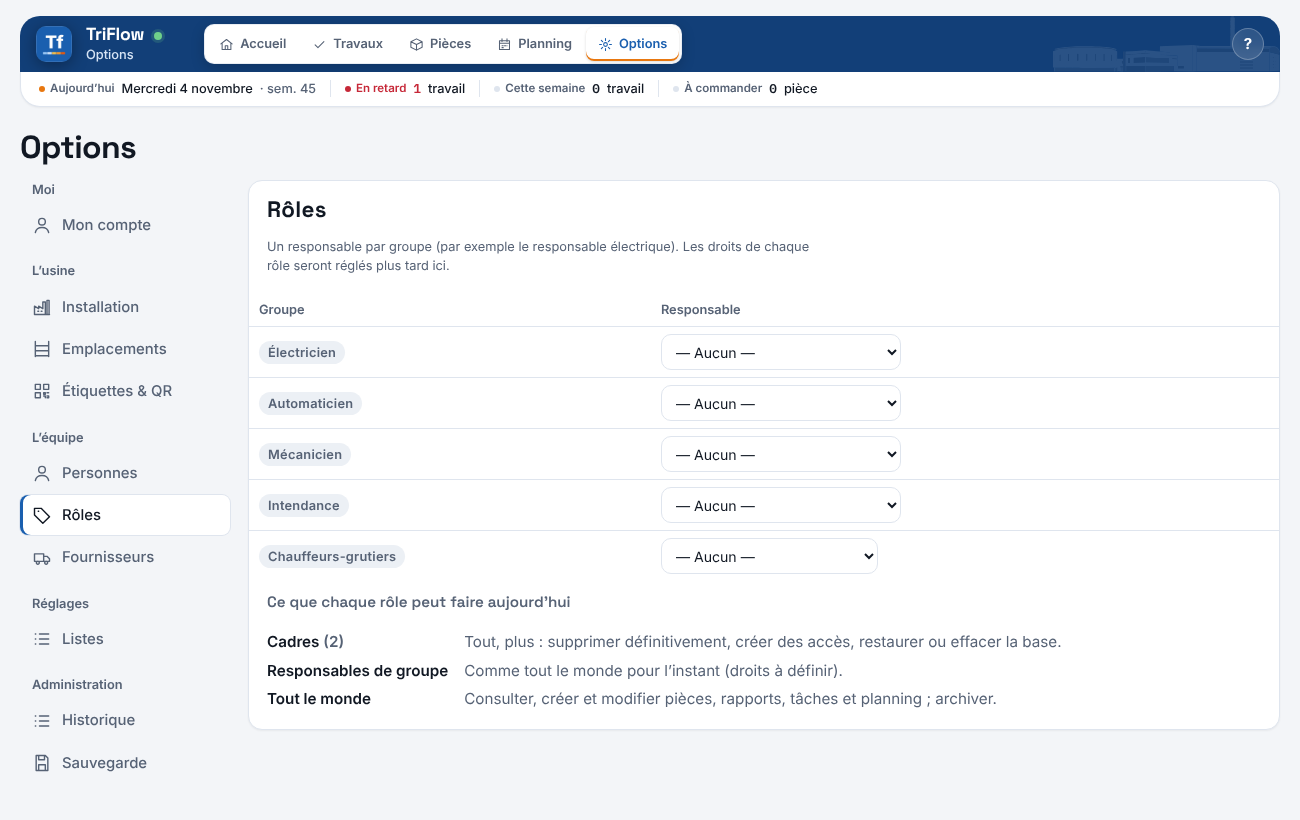 Tf
TriFlow
Options
Accueil
Travaux
Pièces
Planning
Options
?
Aujourd’hui Mercredi 4 novembre · sem. 45
En retard 1 travail
Cette semaine 0 travail
À commander 0 pièce
Options
Moi
Mon compte
L’usine
Installation
Emplacements
Étiquettes & QR
L’équipe
Personnes
Rôles
Fournisseurs
Réglages
Listes
Administration
Historique
Sauvegarde
Rôles
Un responsable par groupe (par exemple le responsable électrique). Les droits de chaque
rôle seront réglés plus tard ici.
Groupe Responsable
Électricien — Aucun —
Automaticien — Aucun —
Mécanicien — Aucun —
Intendance — Aucun —
Chauffeurs-grutiers — Aucun —
Ce que chaque rôle peut faire aujourd’hui
Cadres (2) Tout, plus : supprimer définitivement, créer des accès, restaurer ou effacer la base.
Responsables de groupe Comme tout le monde pour l’instant (droits à définir).
Tout le monde Consulter, créer et modifier pièces, rapports, tâches et planning ; archiver.